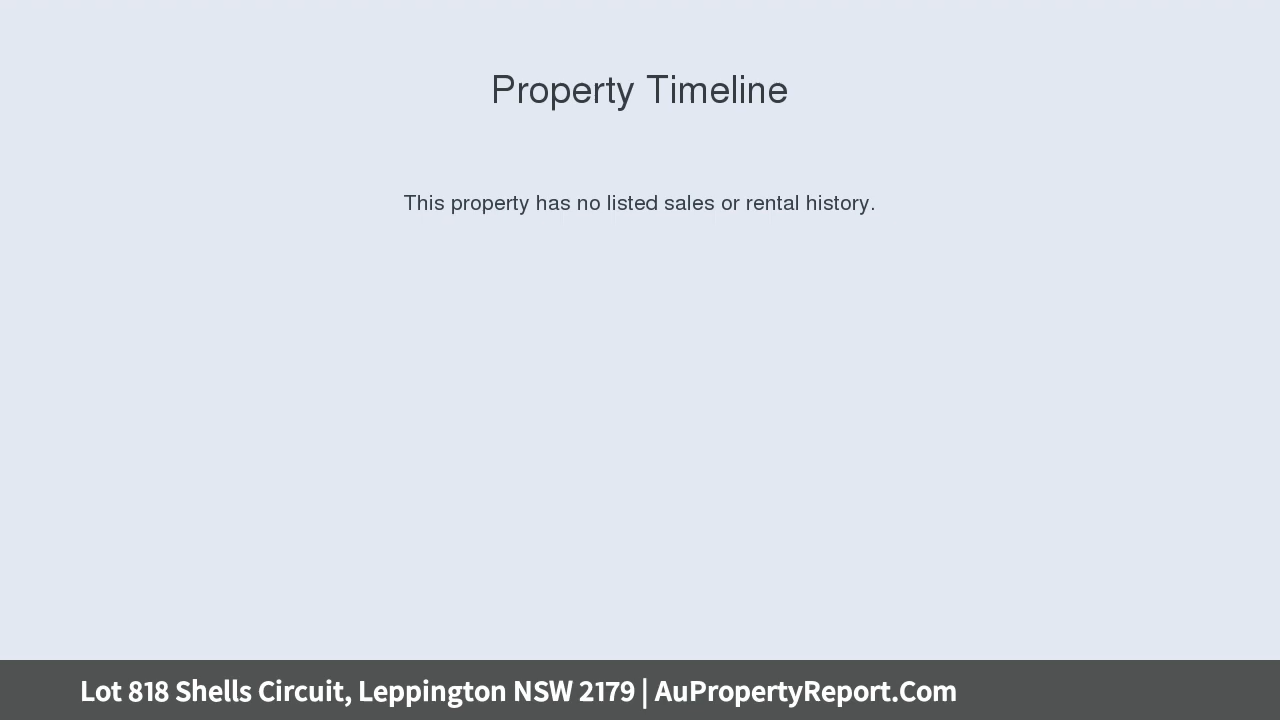 Property Timeline
This property has no listed sales or rental history.
Lot 818 Shells Circuit, Leppington NSW 2179 | AuPropertyReport.Com